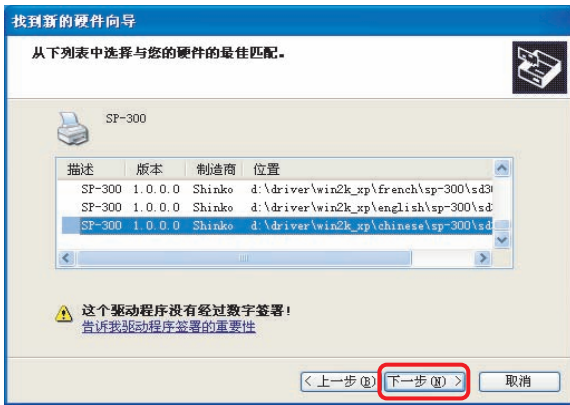 找到新的硬件向导
从下列表中选择与您的硬件的最佳匹配。
SP-300
描述 版本 制造商 位置
SP-300 1.0.0.0 Shinko d:\driver\win2k_xp\french\sp-300\sd3
SP-300 1.0.0.0 Shinko d:\driver\win2k_xp\english\sp-300\sd
SP-300 1.0.0.0 Shinko d:\driver\win2k_xp\chinese\sp-300\sd
这个驱动程序没有经过数字签署!
告诉我驱动程序签署的重要性
< 上一步(B) 下一步(N) > 取消